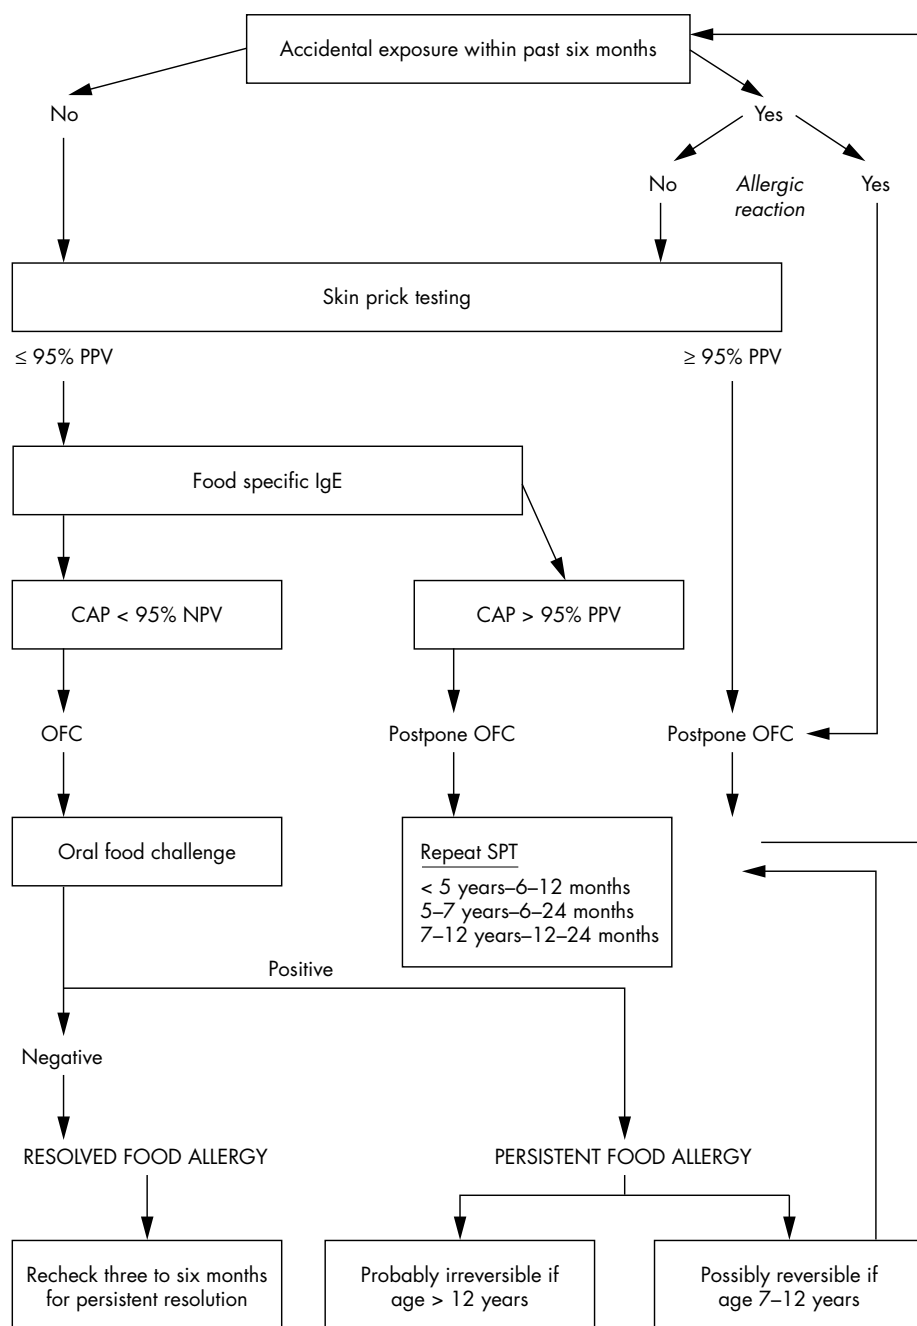 Accidental exposure within past six months
No
Yes
No
Allergic
reaction
Yes
Skin prick testing
≤ 95% PPV
≥ 95% PPV
Food specific IgE
CAP < 95% NPV
CAP > 95% PPV
OFC
Postpone OFC
Postpone OFC
Oral food challenge
Repeat SPT
< 5 years–6–12 months
5–7 years–6–24 months
7–12 years–12–24 months
Positive
Negative
RESOLVED FOOD ALLERGY
PERSISTENT FOOD ALLERGY
Recheck three to six months
for persistent resolution
Probably irreversible if
age > 12 years
Possibly reversible if
age 7–12 years